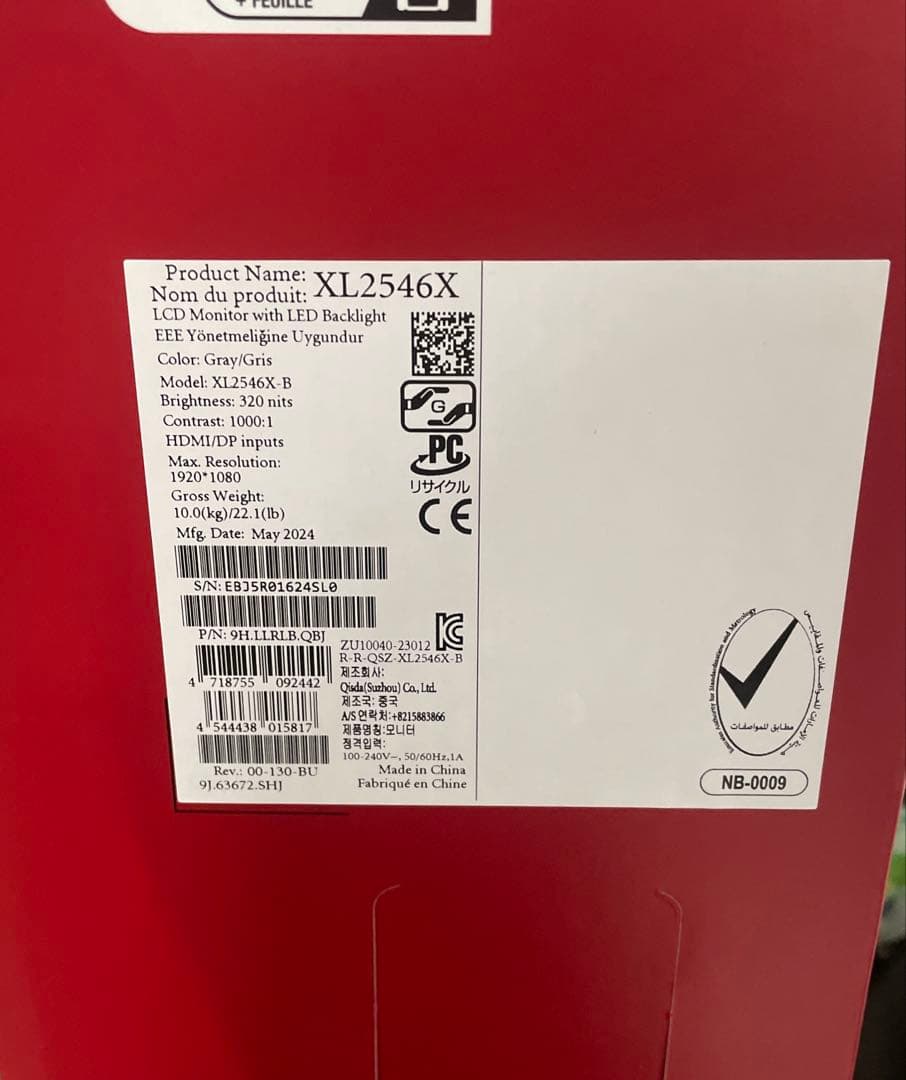 + FEUILLE
Product Name: XL2546X
Nom du produit:
LCD Monitor with LED Backlight
EEE Yönetmeliğine Uygundur
Color: Gray/Gris
Model: XL2546X-B
Brightness: 320 nits
Contrast: 1000:1
HDMI/DP inputs
Max. Resolution:
1920*1080
Gross Weight:
10.0(kg)/22.1(lb)
Mfg. Date: May 2024
G
PC
リサイクル
CE
S/N: EBJ5R01624SL0
P/N: 9H.LLRLB.QBJ
4 718755 092442
4 544438 015817
Rev.: 00-130-BU
9J.63672.SHJ
ZU10040-23012
R-R-QSZ-XL2546X-B
제조회사:
Qisda(Suzhou) Co., Ltd.
제조국: 중국
A/S 연락처:+8215883866
제품명칭:모니터
정격입력:
100-240V~, 50/60Hz,1A
Made in China
Fabriqué en Chine
Emirates Authority for Standardization and Metrology
مطابق للمواصفات
NB-0009